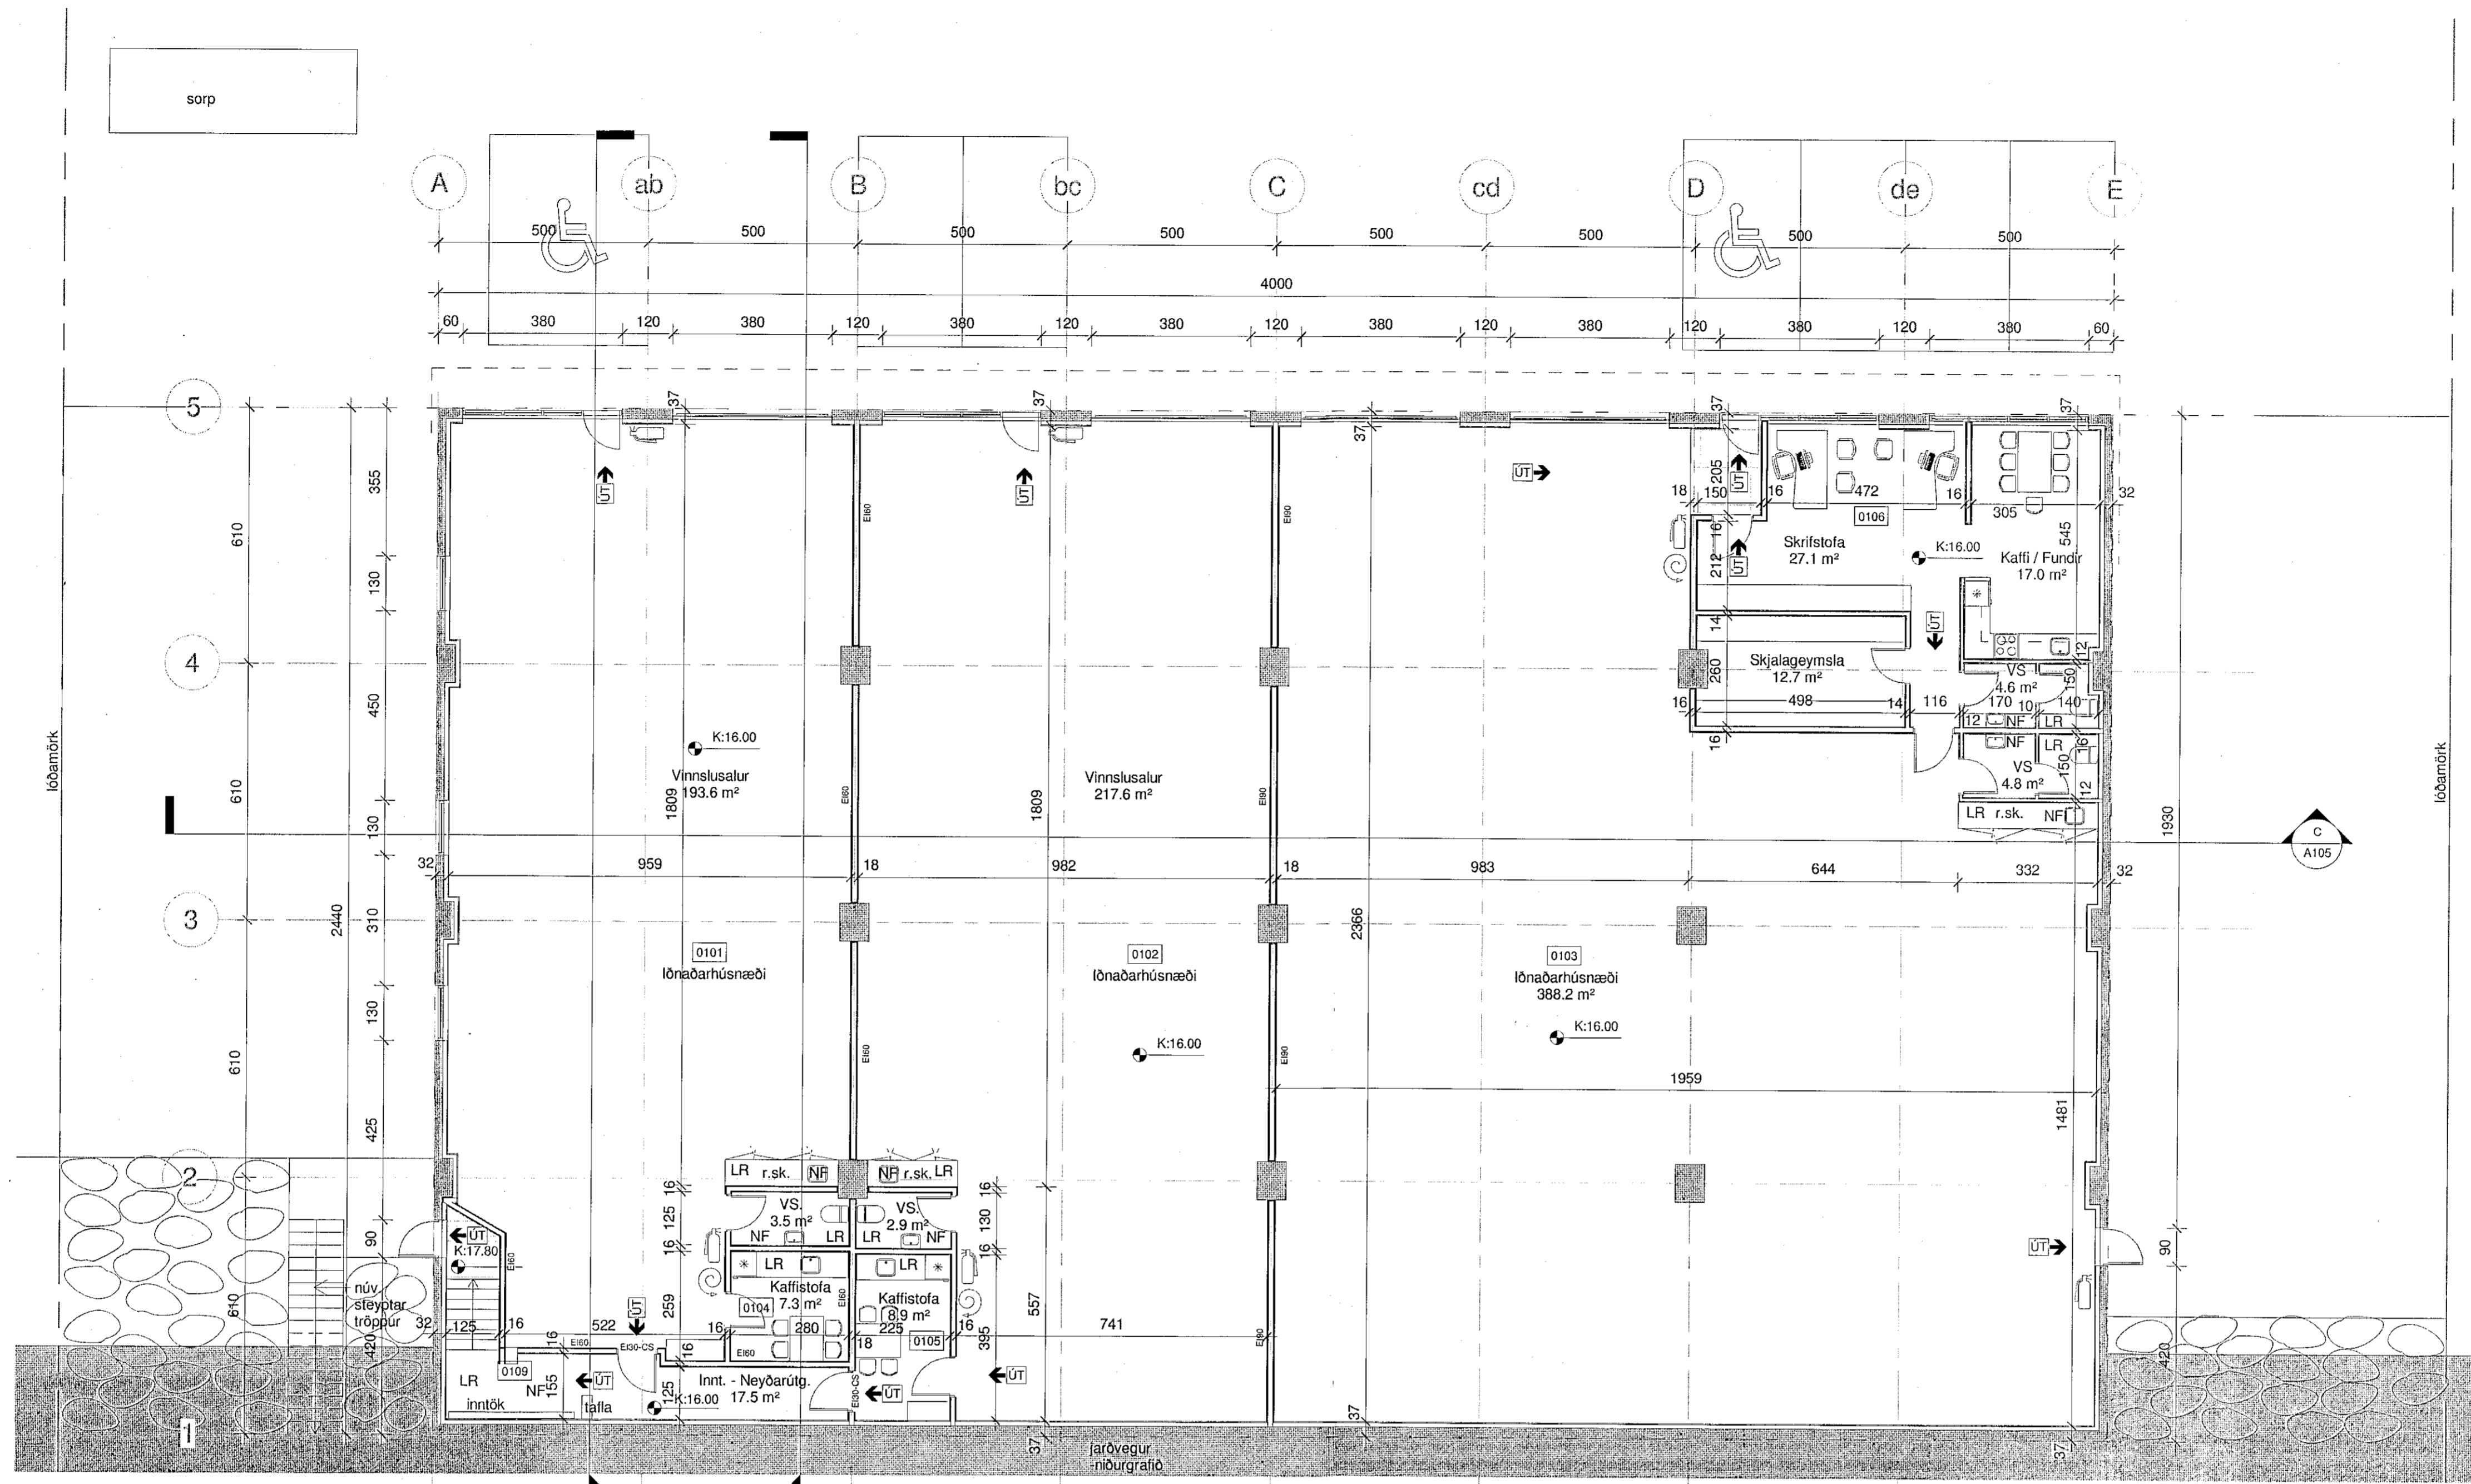 sorp
A
ab
B
bc
C
cd
D
de
E
500
500
500
500
500
500
500
500
4000
60
380
120
380
120
380
120
380
120
380
120
380
120
380
120
380
60
5
37
37
37
37
37
355
610
205
18
150
16
472
16
32
305
ÚT
ÚT
ÚT
ÚT
EI60
EI90
0106
16
Skrifstofa
27.1 m²
K:16.00
Kaffi / Fundir
17.0 m²
545
212
ÚT
130
ÚT
14
4
Skjalageymsla
12.7 m²
260
12
VS
4.6 m²
150
450
16
498
14
116
170
10
140
12
NF
LR
16
NF
LR
16
VS
4.8 m²
150
12
K:16.00
Vinnslusalur
193.6 m²
1809
Vinnslusalur
217.6 m²
1809
EI60
EI90
lóðamörk
lóðamörk
610
130
LR
r.sk.
NF
1930
C
A105
32
959
18
982
18
983
644
332
32
3
2440
310
2366
0101
Iðnaðarhúsnæði
0102
Iðnaðarhúsnæði
0103
Iðnaðarhúsnæði
388.2 m²
130
K:16.00
K:16.00
EI60
EI90
610
1959
425
1481
2
LR
r.sk.
NF
NF
r.sk.
LR
16
16
125
130
VS.
3.5 m²
VS.
2.9 m²
NF
LR
LR
NF
16
16
90
ÚT
K:17.80
EI60
ÚT
90
LR
LR
Kaffistofa
7.3 m²
EI60
Kaffistofa
8.9 m²
núv.
steyptar
tröppur
610
420
32
125
16
522
ÚT
259
0104
16
280
18
225
0105
16
395
557
741
EI90
420
16
EI60
EI30-CS
16
EI60
0109
LR
NF
155
ÚT
125
Innt. - Neyðarútg.
17.5 m²
K:16.00
EI30-CS
ÚT
ÚT
inntök
tafla
1
37
37
37
jarðvegur
-niðurgrafið